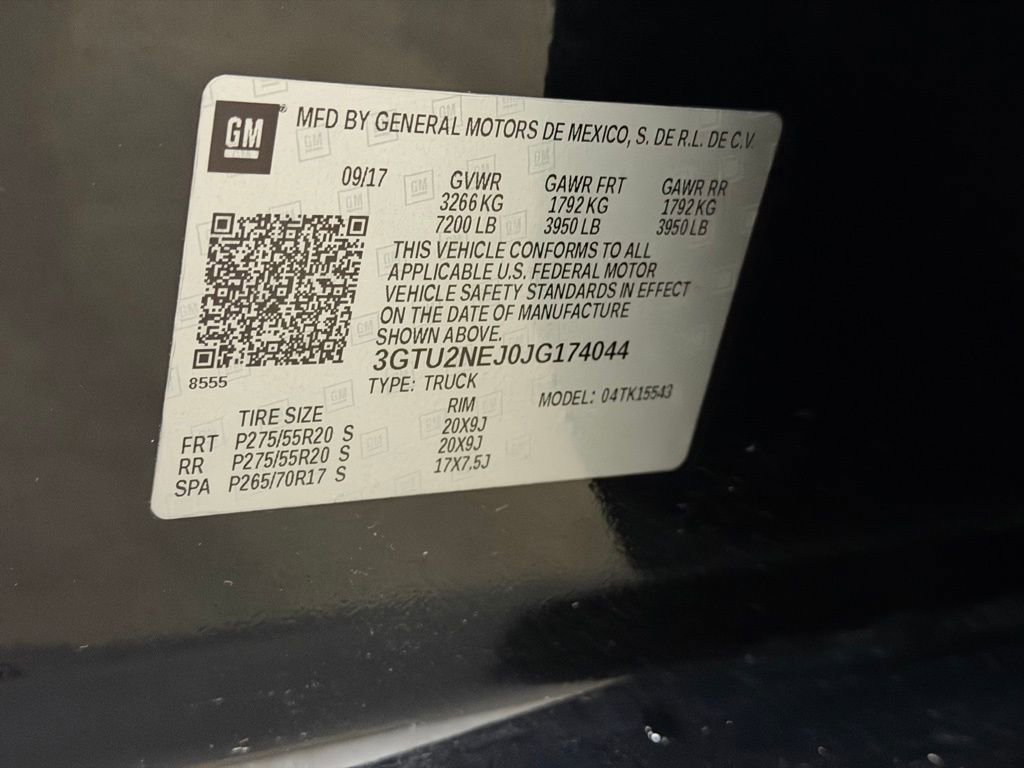 GM
MFD BY GENERAL MOTORS DE MEXICO, S. DE R.L. DE C.V.
09/17 GVWR GAWR FRT GAWR RR
3266 KG 1792 KG 1792 KG
7200 LB 3950 LB 3950 LB
THIS VEHICLE CONFORMS TO ALL
APPLICABLE U.S. FEDERAL MOTOR
VEHICLE SAFETY STANDARDS IN EFFECT
ON THE DATE OF MANUFACTURE
SHOWN ABOVE.
3GTU2NEJ0JG174044
8555
TYPE: TRUCK MODEL: 04TK15543
TIRE SIZE RIM
FRT P275/55R20 S 20X9J
RR P275/55R20 S 20X9J
SPA P265/70R17 S 17X7.5J